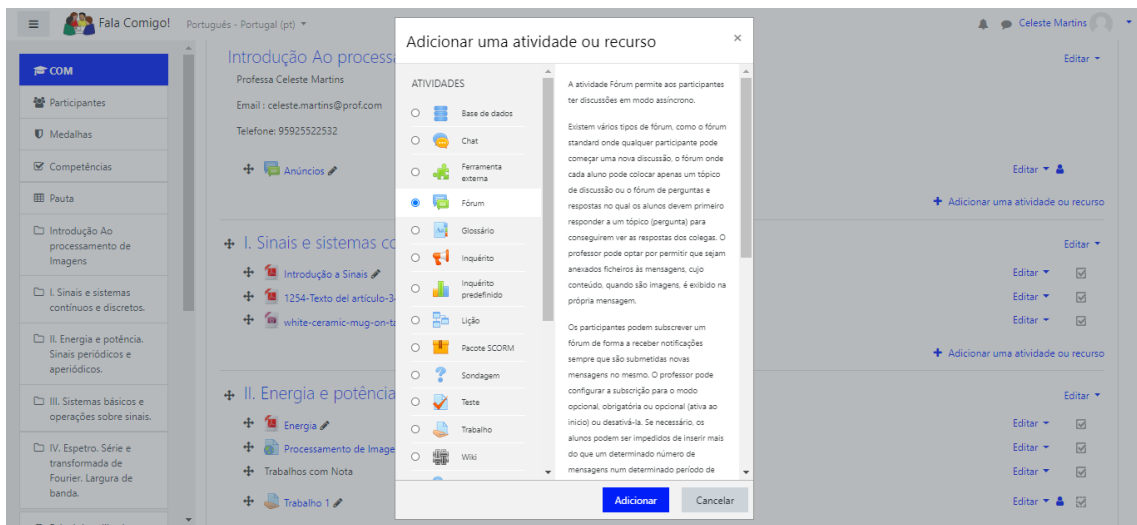 Fala Comigo!
Português - Portugal (pt)
Celeste Martins
COM
Participantes
Medalhas
Competências
Pauta
Introdução Ao
processamento de
Imagens
I. Sinais e sistemas
contínuos e discretos.
II. Energia e potência.
Sinais periódicos e
aperiódicos.
III. Sistemas básicos e
operações sobre sinais.
IV. Espetro. Série e
transformada de
Fourier. Largura de
banda.
Introdução Ao process
Editar
Professa Celeste Martins
Email : celeste.martins@prof.com
Telefone: 95925522532
Anúncios
Editar
+ Adicionar uma atividade ou recurso
I. Sinais e sistemas co
Editar
Introdução a Sinais
Editar
1254-Texto del artículo-3
Editar
white-ceramic-mug-on-ta
Editar
+ Adicionar uma atividade ou recurso
II. Energia e potência
Editar
Energia
Editar
Processamento de Image
Editar
Trabalhos com Nota
Editar
Trabalho 1
Editar
Adicionar uma atividade ou recurso
×
ATIVIDADES
Base de dados
Chat
Ferramenta
externa
Fórum
Glossário
Inquérito
Inquérito
predefinido
Lição
Pacote SCORM
Sondagem
Teste
Trabalho
Wiki
A atividade Fórum permite aos participantes
ter discussões em modo assíncrono.
Existem vários tipos de fórum, como o fórum
standard onde qualquer participante pode
começar uma nova discussão, o fórum onde
cada aluno pode colocar apenas um tópico
de discussão ou o fórum de perguntas e
respostas no qual os alunos devem primeiro
responder a um tópico (pergunta) para
conseguirem ver as respostas dos colegas. O
professor pode optar por permitir que sejam
anexados ficheiros às mensagens, cujo
conteúdo, quando são imagens, é exibido na
própria mensagem.
Os participantes podem subscrever um
fórum de forma a receber notificações
sempre que são submetidas novas
mensagens no mesmo. O professor pode
configurar a subscrição para o modo
opcional, obrigatória ou opcional (ativa ao
início) ou desativá-la. Se necessário, os
alunos podem ser impedidos de inserir mais
do que um determinado número de
mensagens num determinado período de
Adicionar
Cancelar